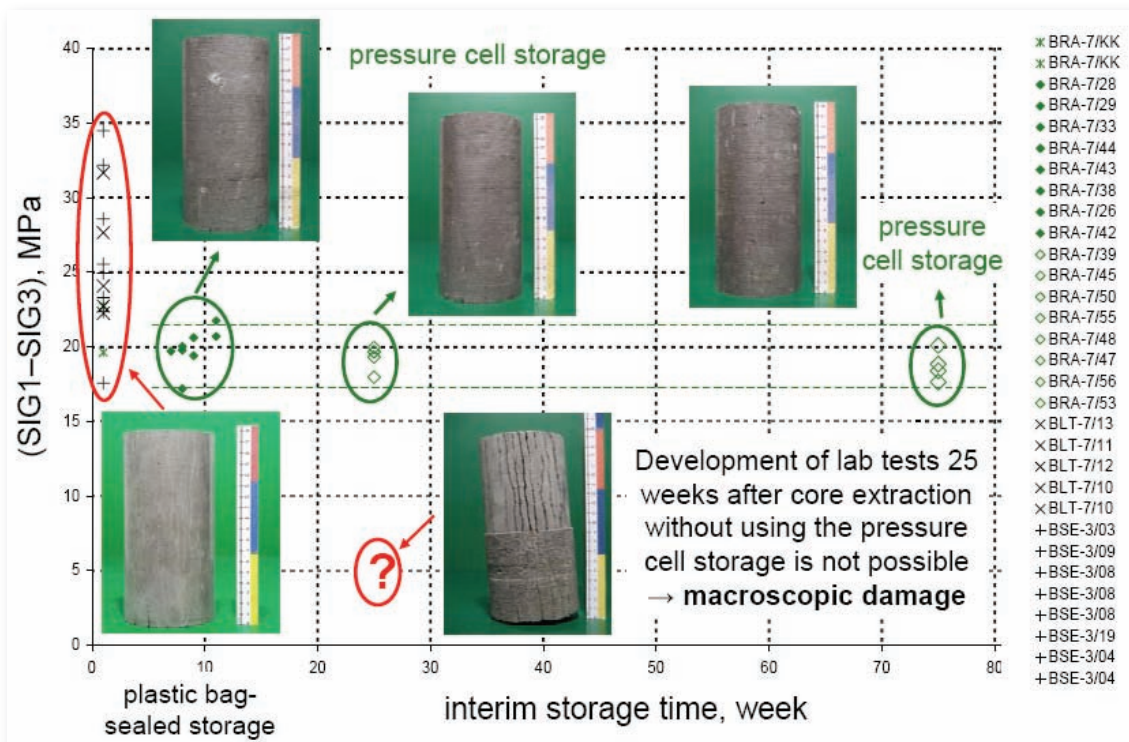 40
35
30
25
20
15
10
5
0
(SIG1–SIG3), MPa
pressure cell storage
pressure
cell storage
?
Development of lab tests 25
weeks after core extraction
without using the pressure
cell storage is not possible
→ macroscopic damage
0 10 20 30 40 50 60 70 80
plastic bag-
sealed storage
interim storage time, week
BRA-7/KK
BRA-7/KK
BRA-7/28
BRA-7/29
BRA-7/33
BRA-7/44
BRA-7/43
BRA-7/38
BRA-7/26
BRA-7/42
BRA-7/39
BRA-7/45
BRA-7/50
BRA-7/55
BRA-7/48
BRA-7/47
BRA-7/56
BRA-7/53
BLT-7/13
BLT-7/11
BLT-7/12
BLT-7/10
BLT-7/10
BSE-3/03
BSE-3/09
BSE-3/08
BSE-3/08
BSE-3/08
BSE-3/19
BSE-3/04
BSE-3/04